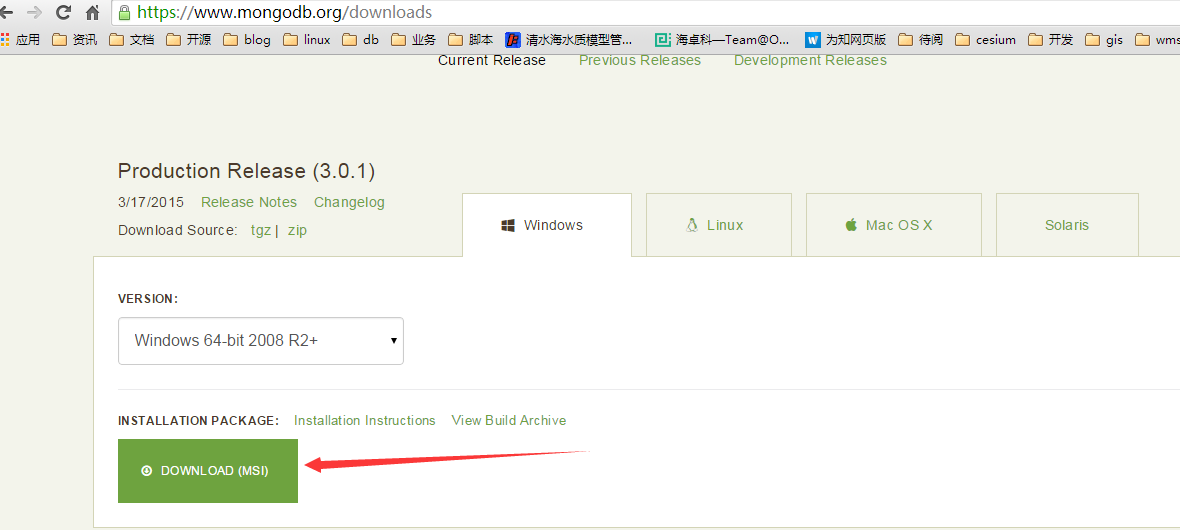 https://www.mongodb.org/downloads
应用 资讯 文档 开源 blog linux db 业务 脚本 清水海水质模型管... 海卓科—Team@O... 为知网页版 待阅 cesium 开发 gis wms
Current Release Previous Releases Development Releases
Production Release (3.0.1)
3/17/2015 Release Notes Changelog
Download Source: tgz | zip
Windows Linux Mac OS X Solaris
VERSION:
Windows 64-bit 2008 R2+
INSTALLATION PACKAGE: Installation Instructions View Build Archive
DOWNLOAD (MSI)